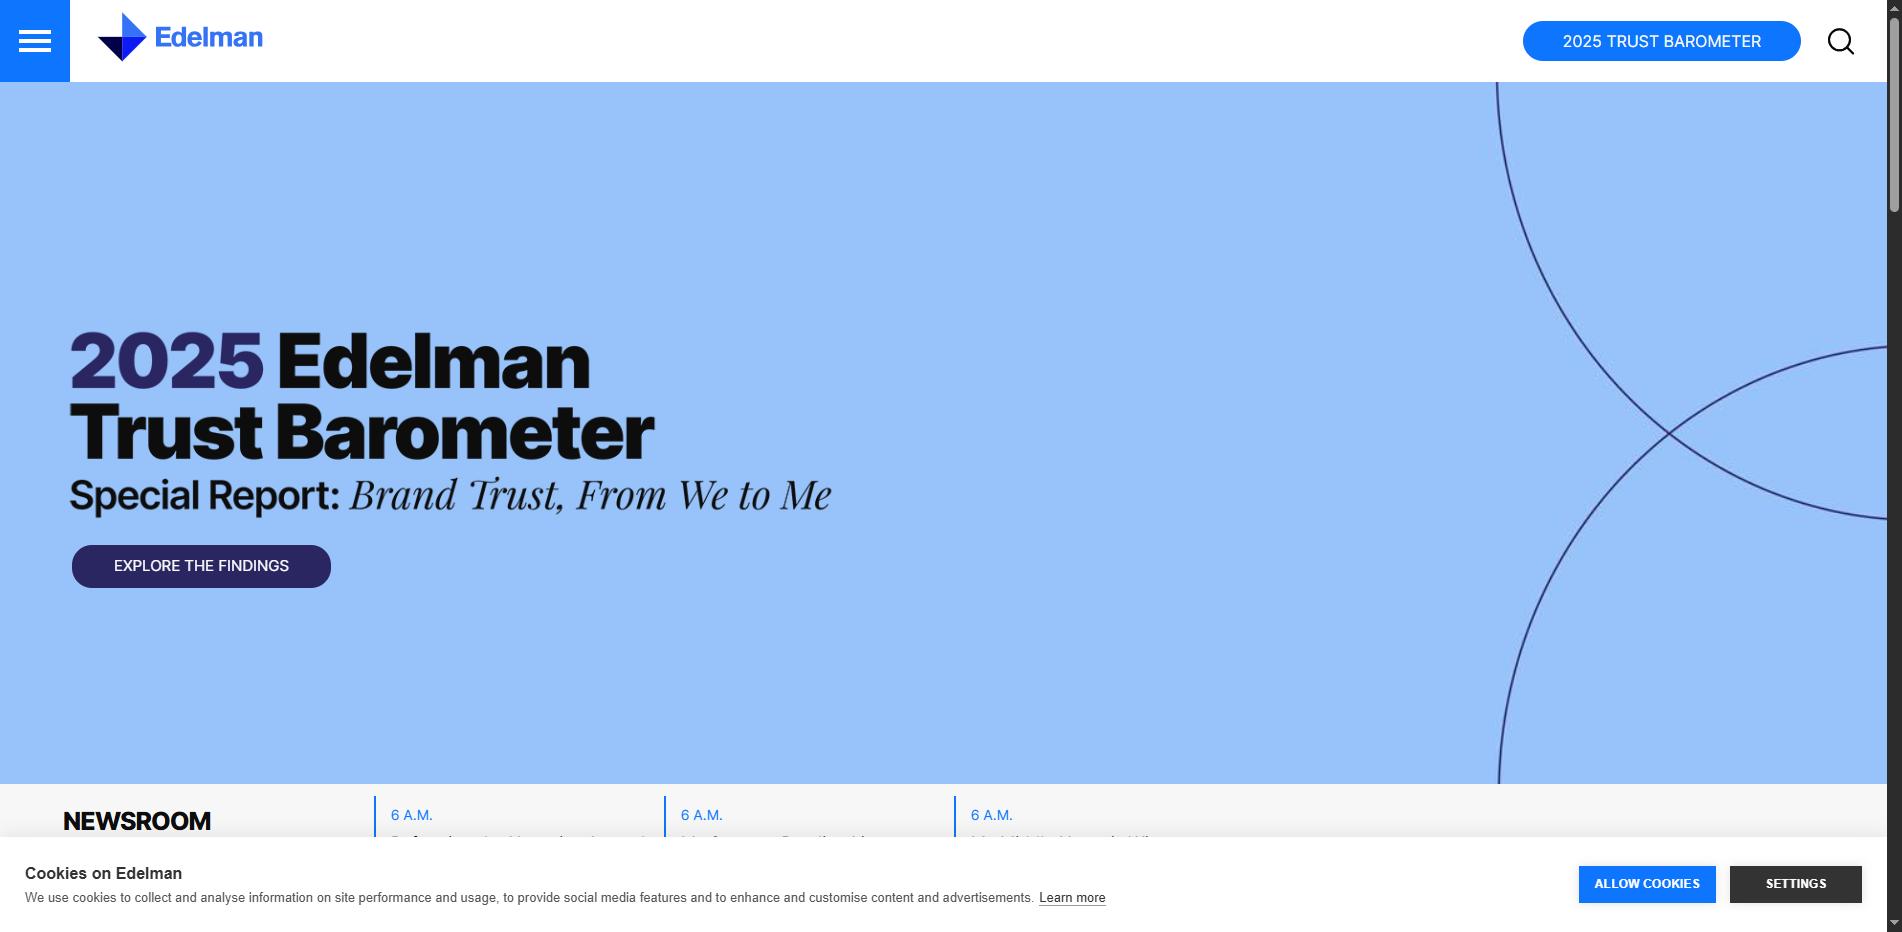 Edelman
2025 TRUST BAROMETER
2025 Edelman
Trust Barometer
Special Report: Brand Trust, From We to Me
EXPLORE THE FINDINGS
NEWSROOM
6 A.M.
6 A.M.
6 A.M.
Cookies on Edelman
We use cookies to collect and analyse information on site performance and usage, to provide social media features and to enhance and customise content and advertisements. Learn more
ALLOW COOKIES
SETTINGS